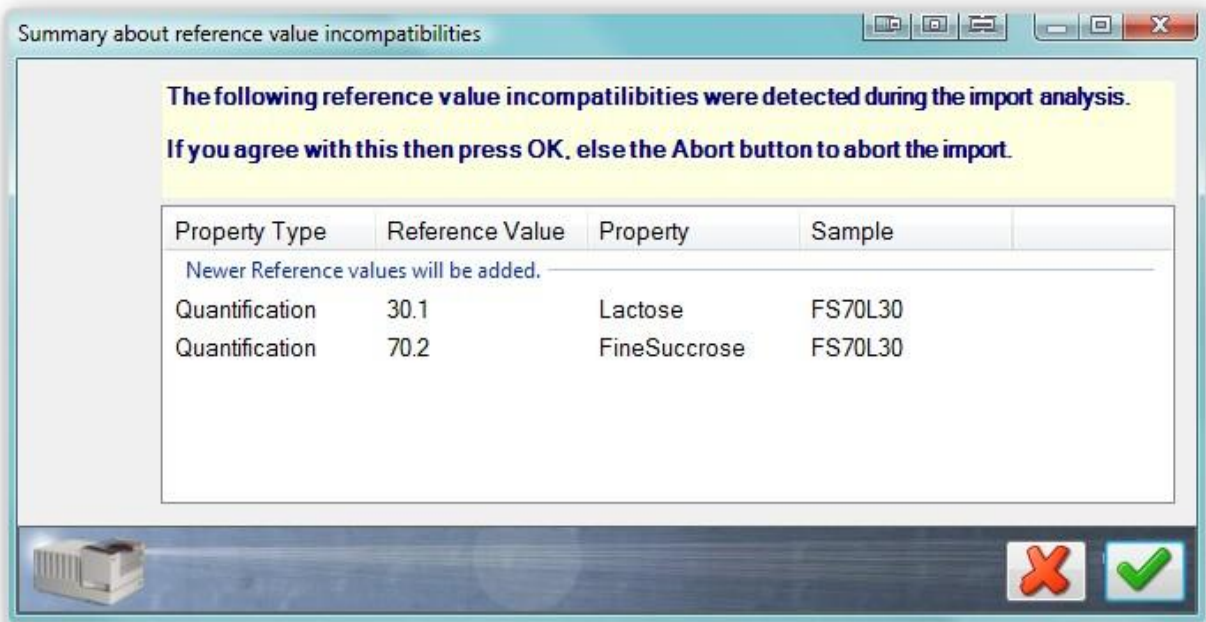 Summary about reference value incompatibilities
The following reference value incompatilibities were detected during the import analysis.
If you agree with this then press OK, else the Abort button to abort the import.
Property Type Reference Value Property Sample
Newer Reference values will be added.
Quantification 30.1 Lactose FS70L30
Quantification 70.2 FineSuccrose FS70L30